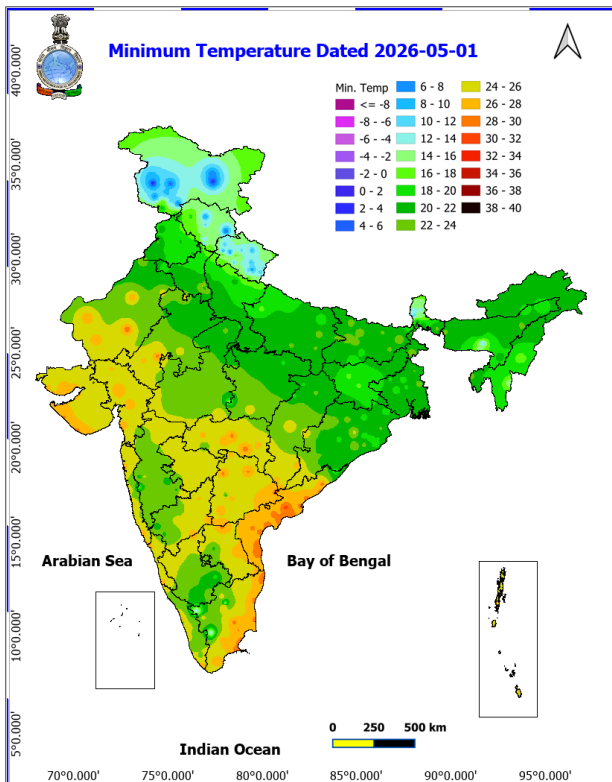 Minimum Temperature Dated 2026-05-01
Min. Temp
<= -8
-8 - -6
-6 - -4
-4 - -2
-2 - 0
0 - 2
2 - 4
4 - 6
6 - 8
8 - 10
10 - 12
12 - 14
14 - 16
16 - 18
18 - 20
20 - 22
22 - 24
24 - 26
26 - 28
28 - 30
30 - 32
32 - 34
34 - 36
36 - 38
38 - 40
40°0.000'
35°0.000'
30°0.000'
25°0.000'
20°0.000'
15°0.000'
10°0.000'
5°0.000'
Arabian Sea
Bay of Bengal
Indian Ocean
0 250 500 km
70°0.000' 75°0.000' 80°0.000' 85°0.000' 90°0.000' 95°0.000'